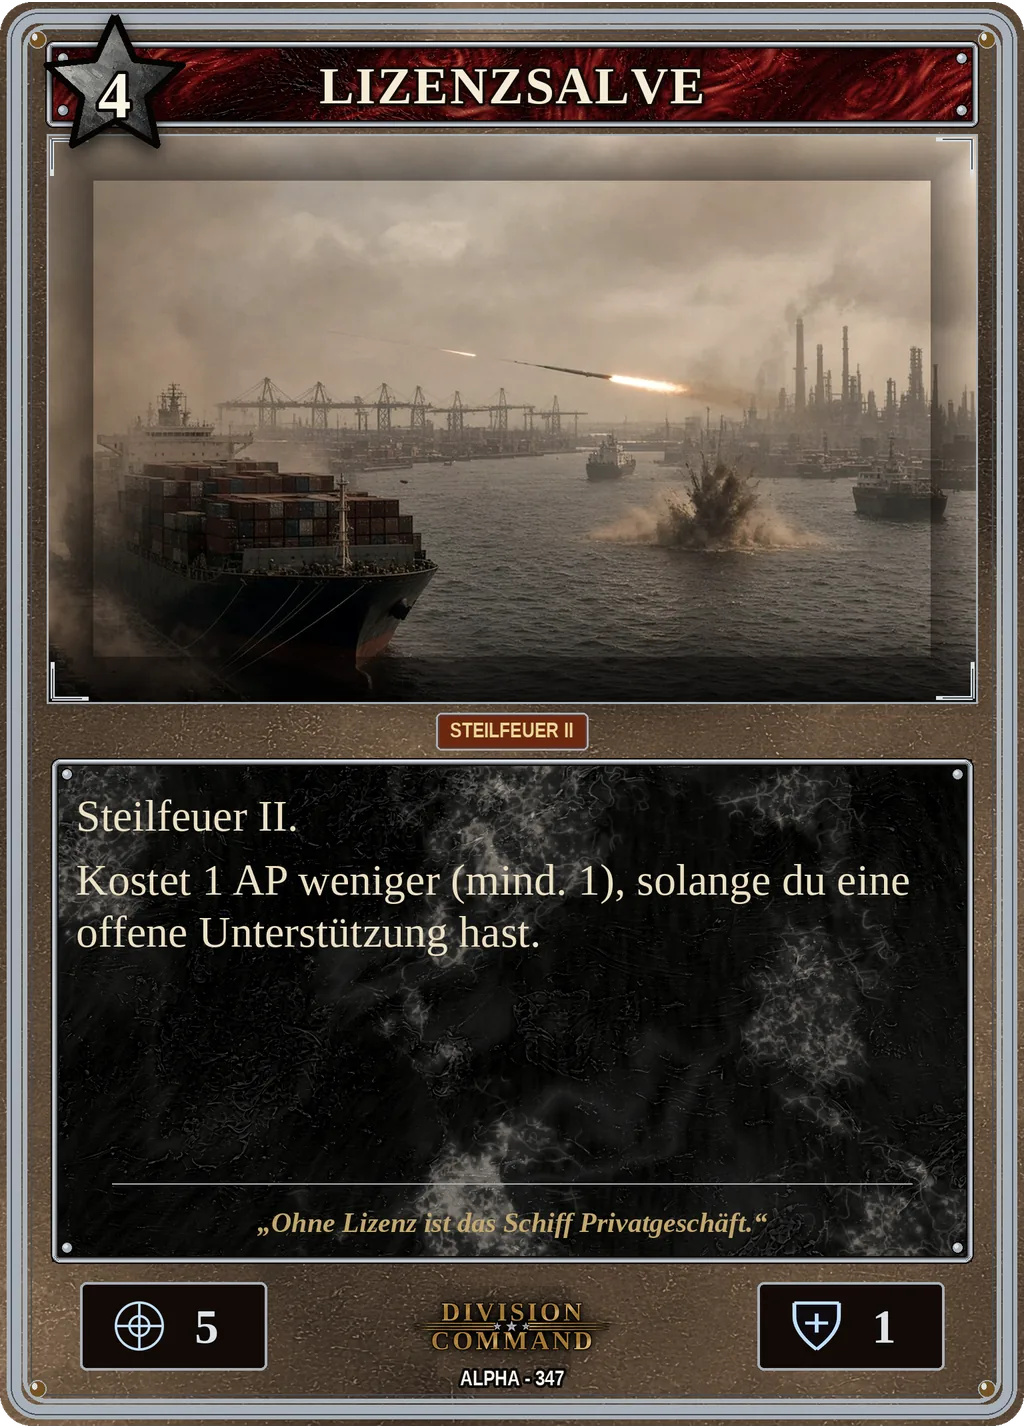 4
LIZENZSALVE
STEILFEUER II
Steilfeuer II.
Kostet 1 AP weniger (mind. 1), solange du eine
offene Unterstützung hast.
„Ohne Lizenz ist das Schiff Privatgeschäft.“
5
DIVISION
COMMAND
1
ALPHA - 347